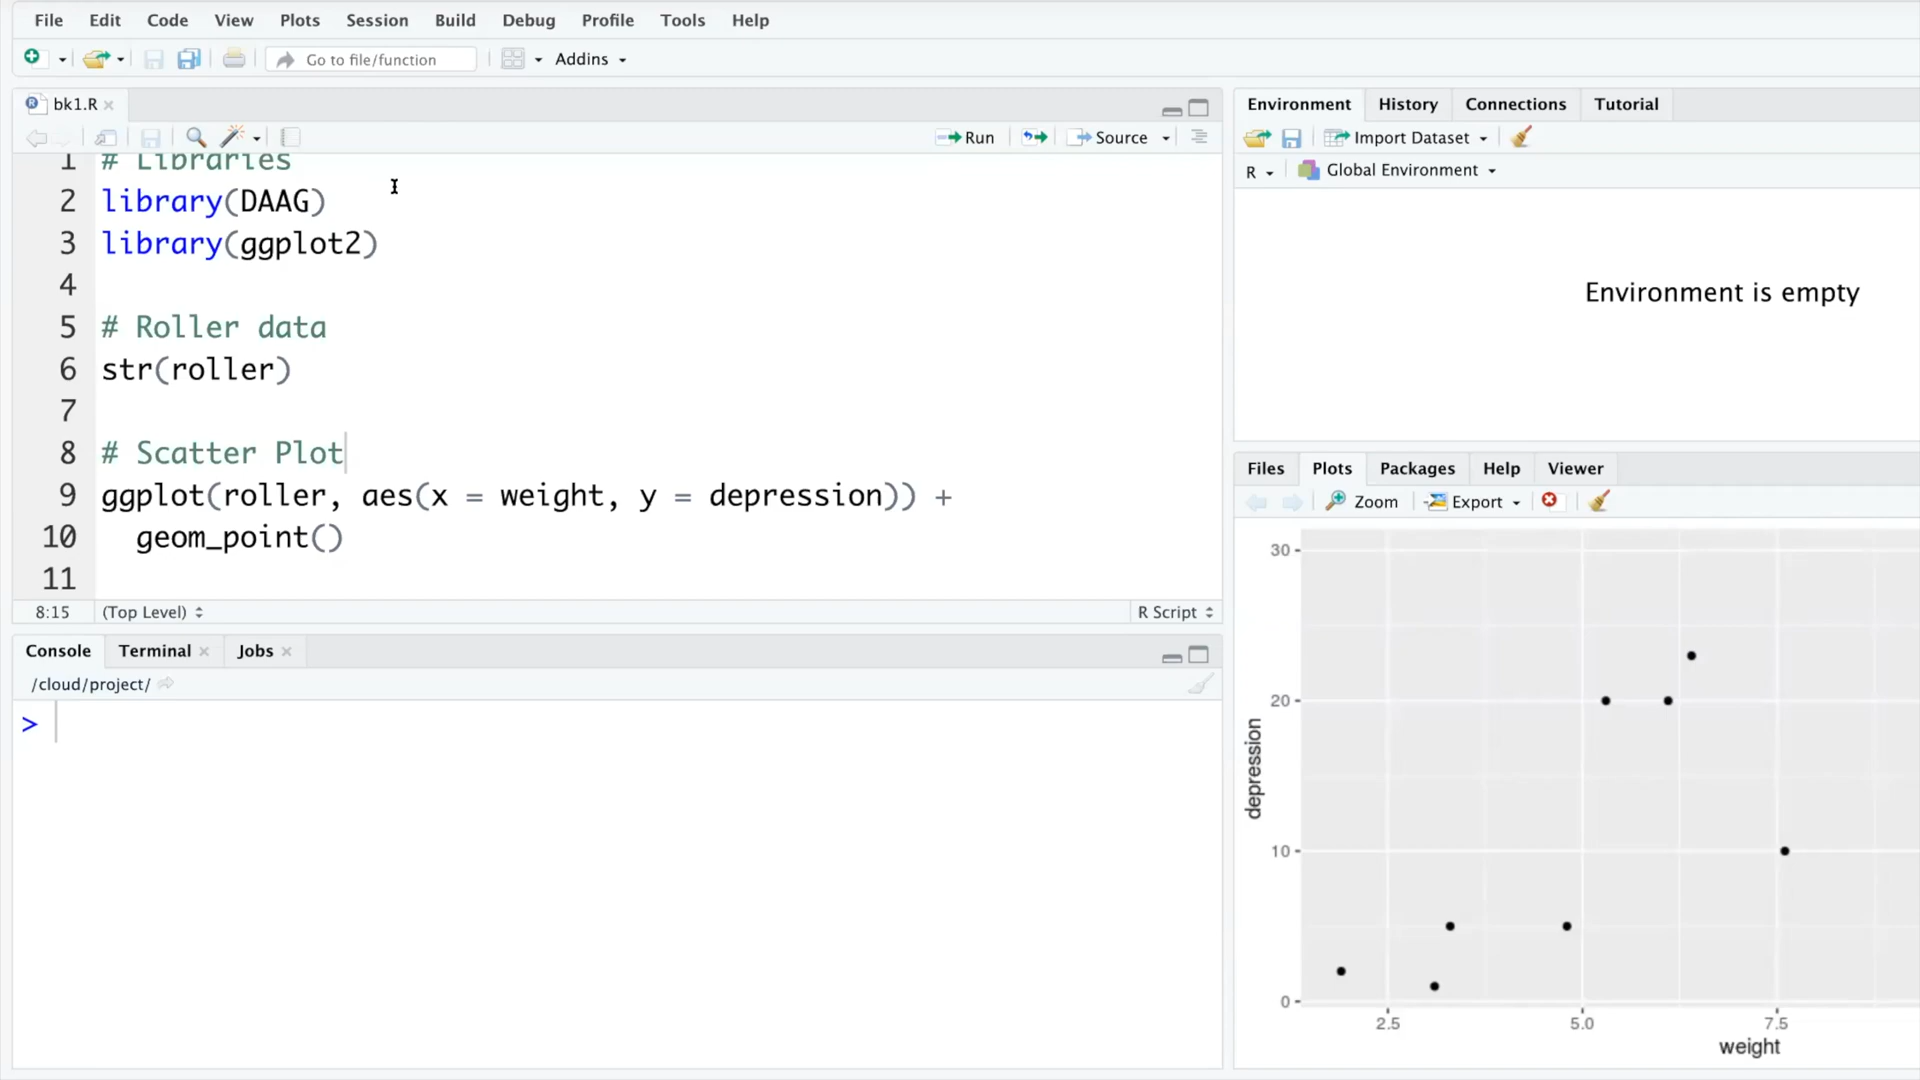 File Edit Code View Plots Session Build Debug Profile Tools Help
Go to file/function Addins
bk1.R
Run Source
1 # Libraries
2 library(DAAG)
3 library(ggplot2)
4
5 # Roller data
6 str(roller)
7
8 # Scatter Plot
9 ggplot(roller, aes(x = weight, y = depression)) +
10 geom_point()
11
8:15 (Top Level) R Script
Console Terminal Jobs
/cloud/project/
>
Environment History Connections Tutorial
Import Dataset
R Global Environment
Environment is empty
Files Plots Packages Help Viewer
Zoom Export
30
20
10
0
depression
2.5 5.0 7.5
weight